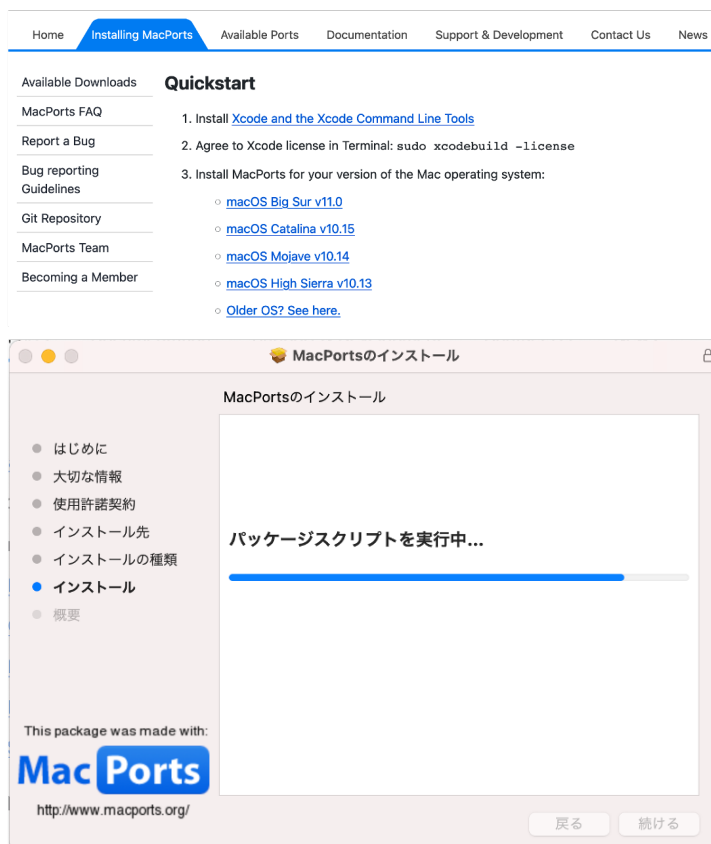 Home Installing MacPorts Available Ports Documentation Support & Development Contact Us News
Available Downloads
MacPorts FAQ
Report a Bug
Bug reporting
Guidelines
Git Repository
MacPorts Team
Becoming a Member
Quickstart
1. Install Xcode and the Xcode Command Line Tools
2. Agree to Xcode license in Terminal: sudo xcodebuild -license
3. Install MacPorts for your version of the Mac operating system:
macOS Big Sur v11.0
macOS Catalina v10.15
macOS Mojave v10.14
macOS High Sierra v10.13
Older OS? See here.
MacPortsのインストール
MacPortsのインストール
はじめに
大切な情報
使用許諾契約
インストール先
インストールの種類
インストール
概要
パッケージスクリプトを実行中...
This package was made with:
MacPorts
http://www.macports.org/
戻る 続ける